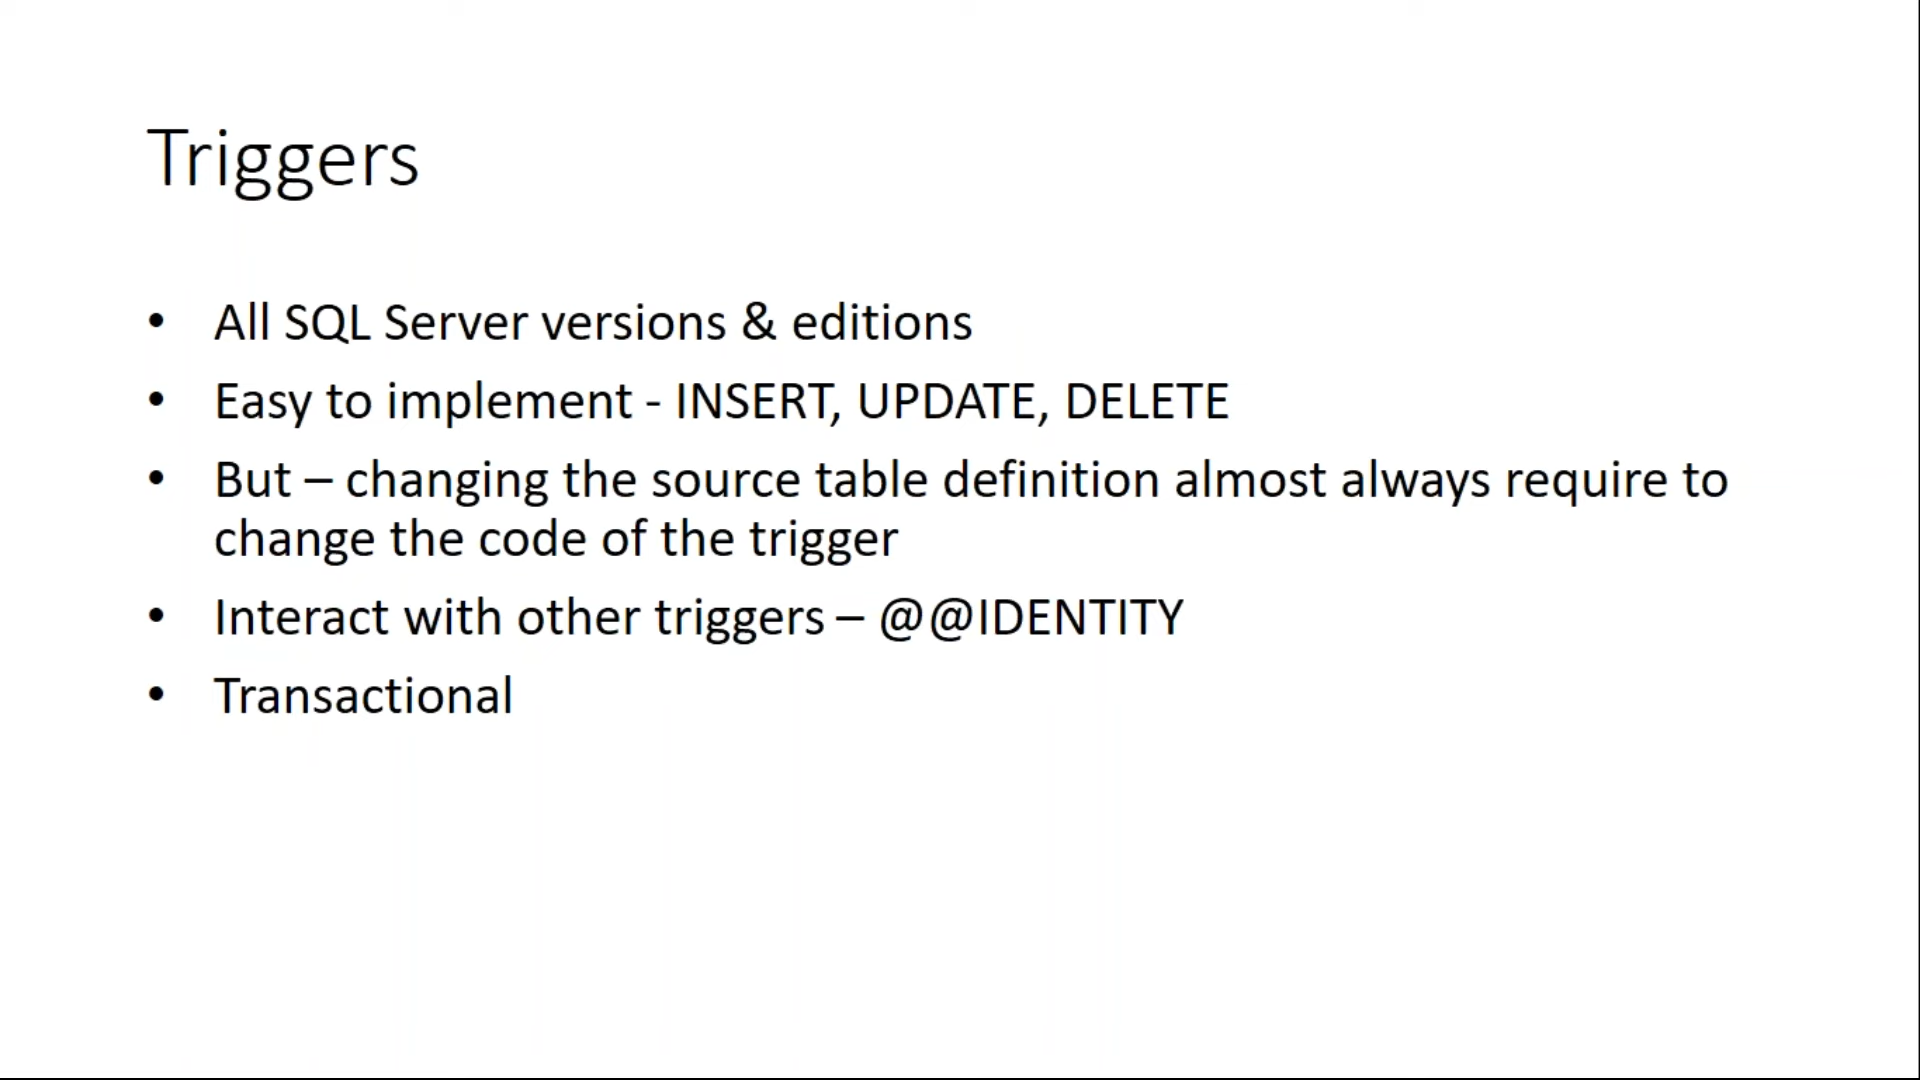 Triggers
• All SQL Server versions & editions
• Easy to implement - INSERT, UPDATE, DELETE
• But – changing the source table definition almost always require to
change the code of the trigger
• Interact with other triggers – @@IDENTITY
• Transactional